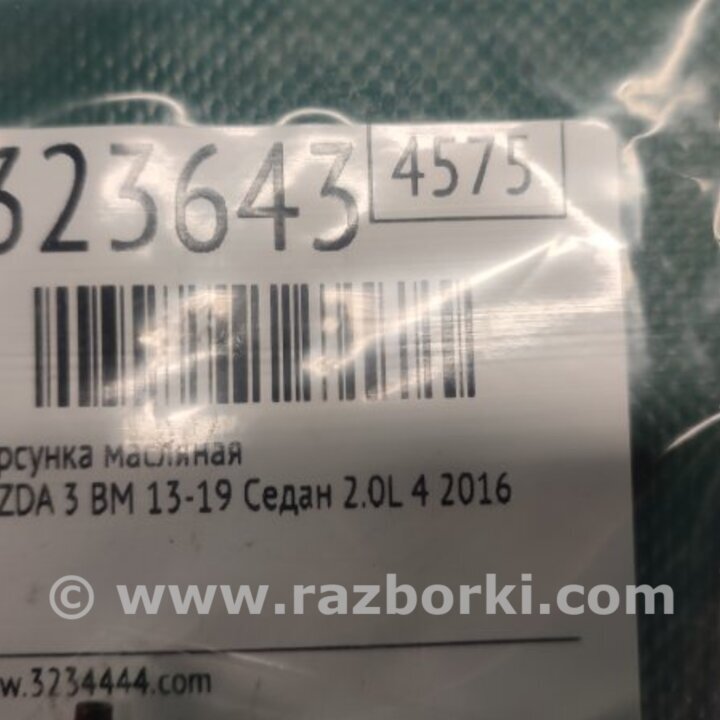 323643 4575
рсунка масляная
ZDA 3 BM 13-19 Седан 2.0L 4 2016
© www.razborki.com
w.3234444.com